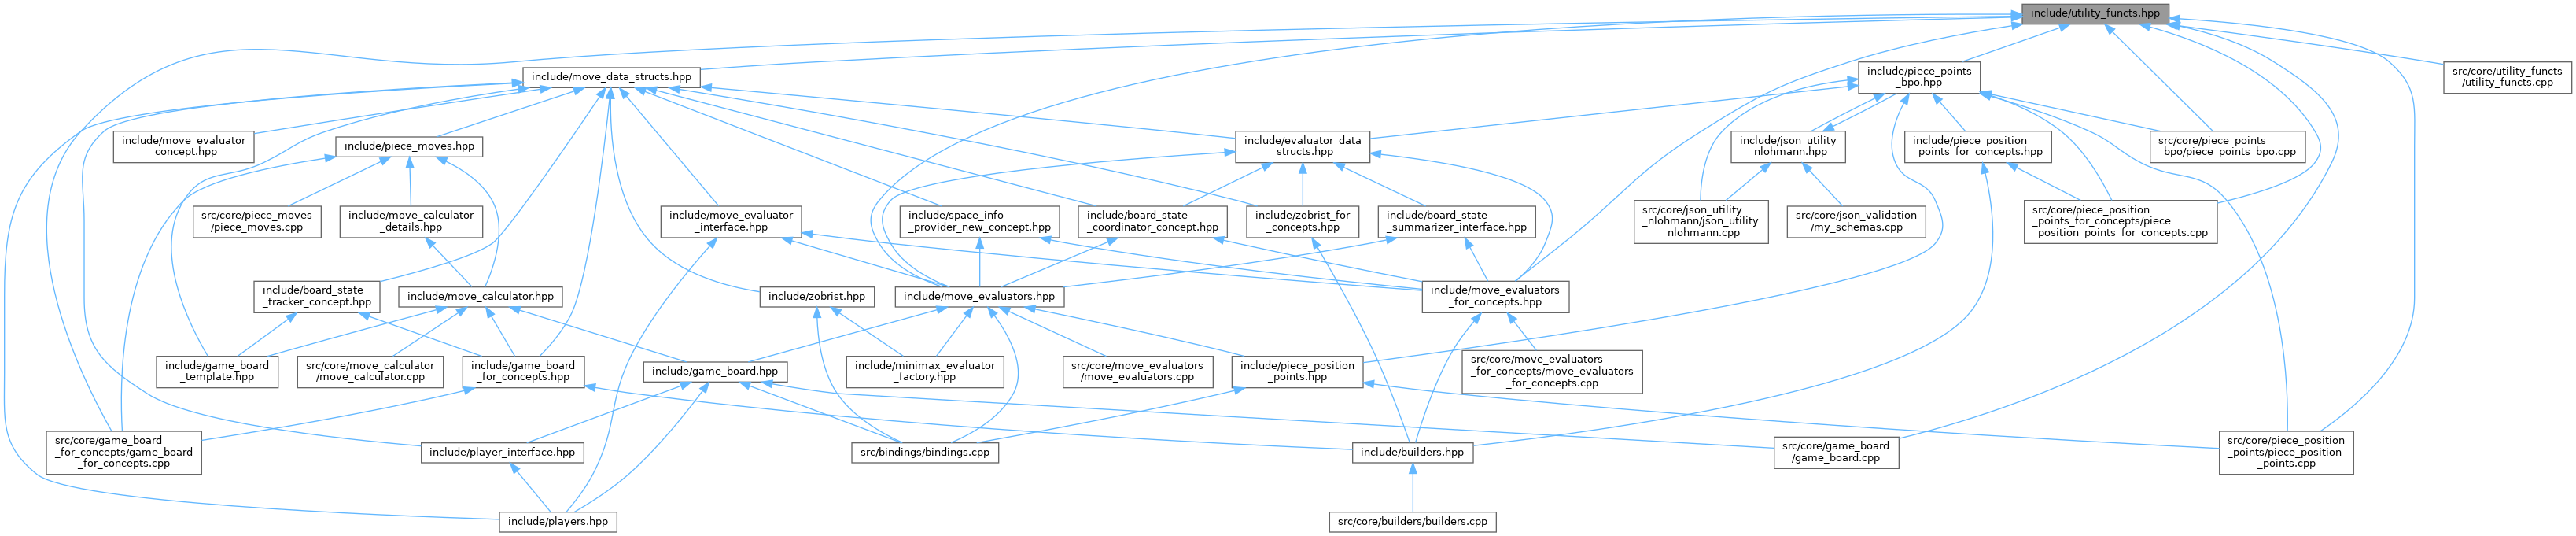 include/utility_functs.hpp
include/move_data_structs.hpp
include/piece_points
_bpo.hpp
src/core/utility_functs
/utility_functs.cpp
include/move_evaluator
_concept.hpp
include/piece_moves.hpp
include/evaluator_data
_structs.hpp
include/json_utility
_nlohmann.hpp
include/piece_position
_points_for_concepts.hpp
src/core/piece_points
_bpo/piece_points_bpo.cpp
src/core/piece_moves
/piece_moves.cpp
include/move_calculator
_details.hpp
include/move_evaluator
_interface.hpp
include/space_info
_provider_new_concept.hpp
include/board_state
_coordinator_concept.hpp
include/zobrist_for
_concepts.hpp
include/board_state
_summarizer_interface.hpp
src/core/json_utility
_nlohmann/json_utility
_nlohmann.cpp
src/core/json_validation
/my_schemas.cpp
src/core/piece_position
_points_for_concepts/piece
_position_points_for_concepts.cpp
include/board_state
_tracker_concept.hpp
include/move_calculator.hpp
include/zobrist.hpp
include/move_evaluators.hpp
include/move_evaluators
_for_concepts.hpp
include/game_board
_template.hpp
src/core/move_calculator
/move_calculator.cpp
include/game_board
_for_concepts.hpp
include/game_board.hpp
include/minimax_evaluator
_factory.hpp
src/core/move_evaluators
/move_evaluators.cpp
include/piece_position
_points.hpp
src/core/move_evaluators
_for_concepts/move_evaluators
_for_concepts.cpp
src/core/game_board
_for_concepts/game_board
_for_concepts.cpp
include/player_interface.hpp
src/bindings/bindings.cpp
include/builders.hpp
src/core/game_board
/game_board.cpp
src/core/piece_position
_points/piece_position
_points.cpp
include/players.hpp
src/core/builders/builders.cpp